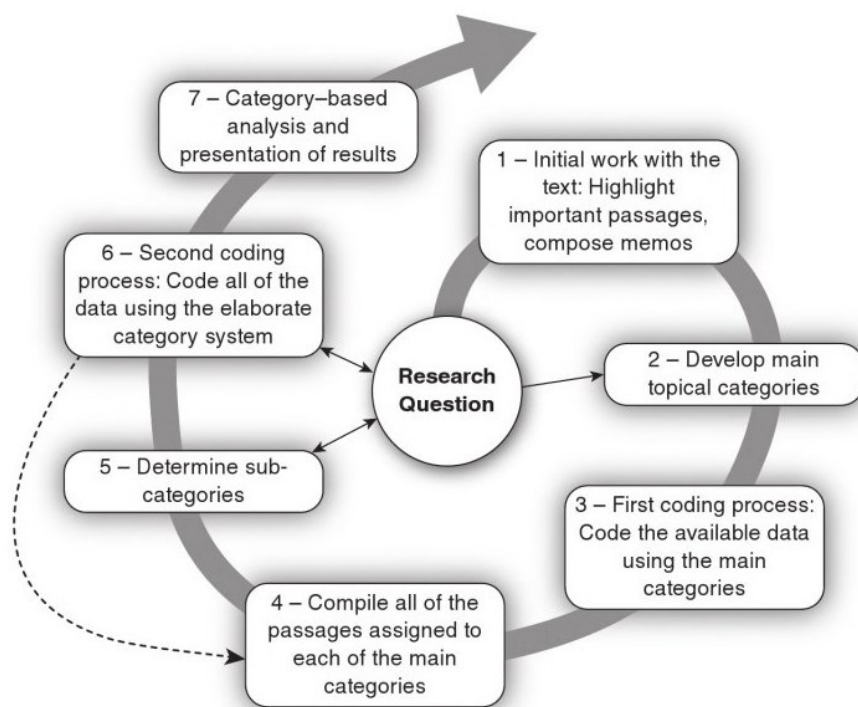 7 – Category–based
analysis and
presentation of results
1 – Initial work with the
text: Highlight
important passages,
compose memos
6 – Second coding
process: Code all of the
data using the elaborate
category system
Research
Question
2 – Develop main
topical categories
5 – Determine sub-
categories
3 – First coding process:
Code the available data
using the main
categories
4 – Compile all of the
passages assigned to
each of the main
categories